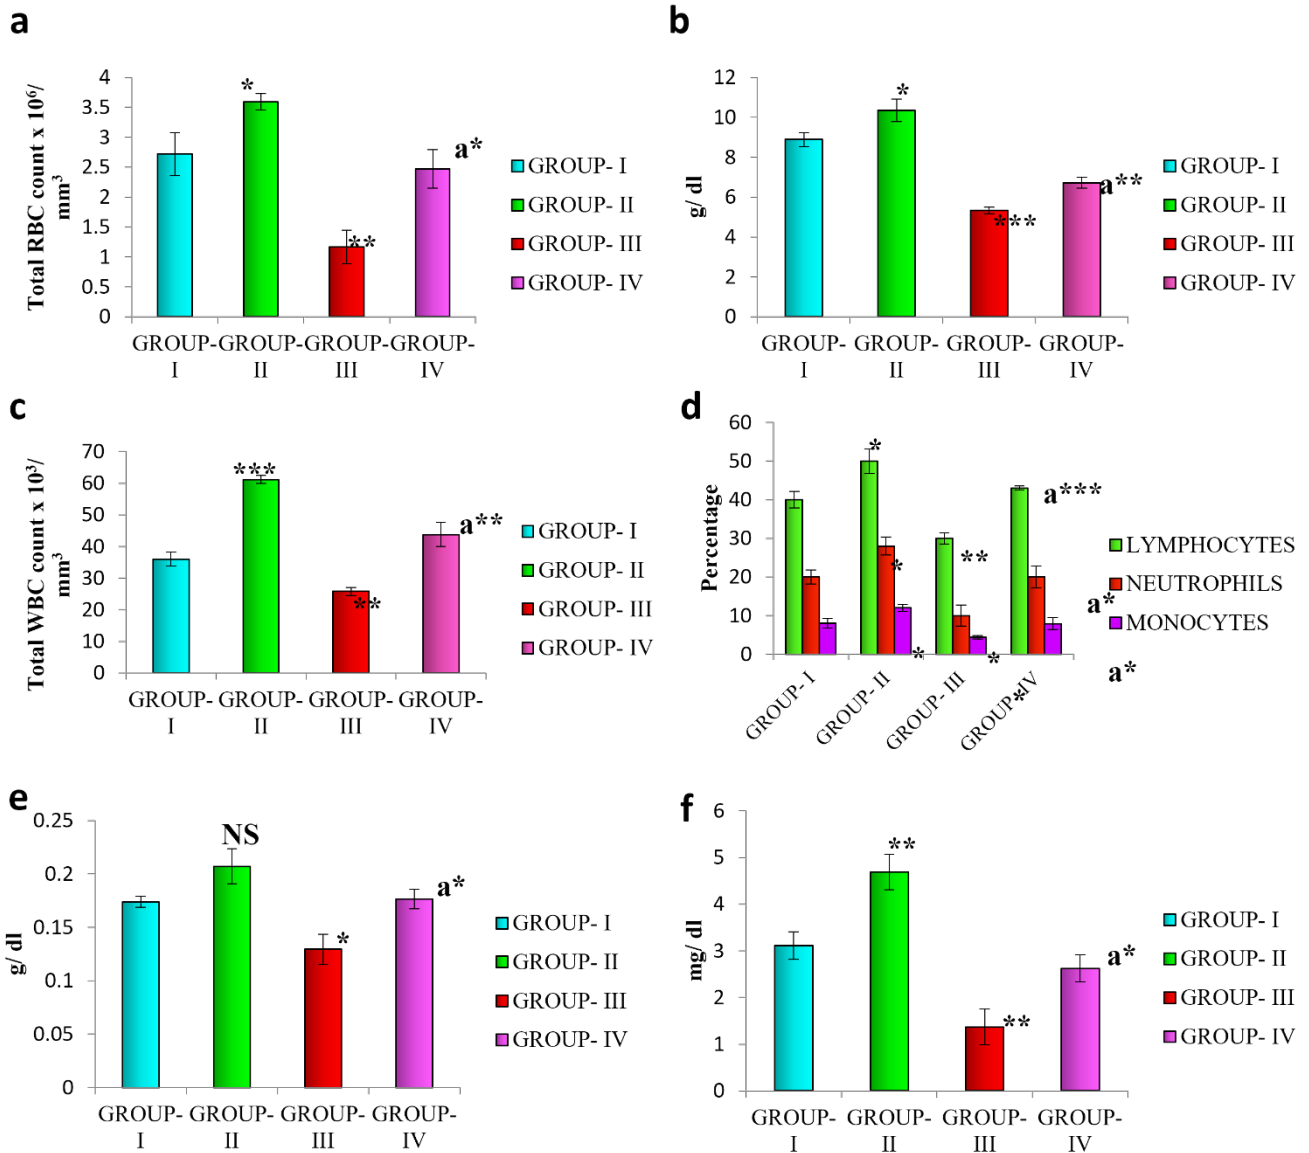 a
4
3.5
3
2.5
2
1.5
1
0.5
0
Total RBC count x 10⁶/
mm³
*
**
a*
GROUP-
I
GROUP-
II
GROUP-
III
GROUP-
IV
GROUP- I
GROUP- II
GROUP- III
GROUP- IV
b
12
10
8
6
4
2
0
g/ dl
*
***
a**
GROUP-
I
GROUP-
II
GROUP-
III
GROUP-
IV
GROUP- I
GROUP- II
GROUP- III
GROUP- IV
c
70
60
50
40
30
20
10
0
Total WBC count x 10³/
mm³
***
**
a**
GROUP-
I
GROUP-
II
GROUP-
III
GROUP-
IV
GROUP- I
GROUP- II
GROUP- III
GROUP- IV
d
60
50
40
30
20
10
0
Percentage
*
*
*
**
*
*
a***
a*
a*
GROUP- I
GROUP- II
GROUP- III
GROUP- IV
LYMPHOCYTES
NEUTROPHILS
MONOCYTES
e
0.25
0.2
0.15
0.1
0.05
0
g/ dl
NS
*
a*
GROUP-
I
GROUP-
II
GROUP-
III
GROUP-
IV
GROUP- I
GROUP- II
GROUP- III
GROUP- IV
f
6
5
4
3
2
1
0
mg/ dl
**
**
a*
GROUP-
I
GROUP-
II
GROUP-
III
GROUP-
IV
GROUP- I
GROUP- II
GROUP- III
GROUP- IV